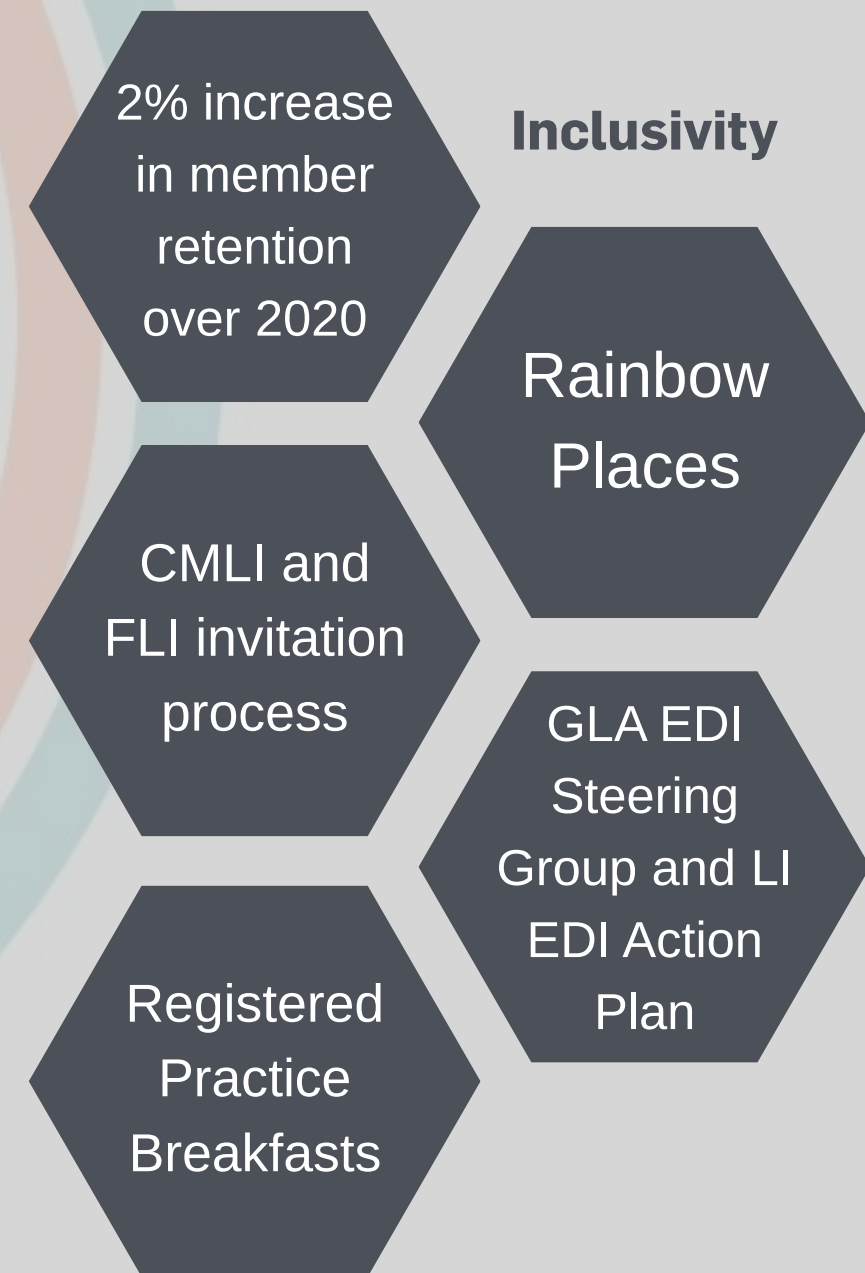 2% increase
in member
retention
over 2020
CMLI and
FLI invitation
process
Registered
Practice
Breakfasts
Inclusivity
Rainbow
Places
GLA EDI
Steering
Group and LI
EDI Action
Plan